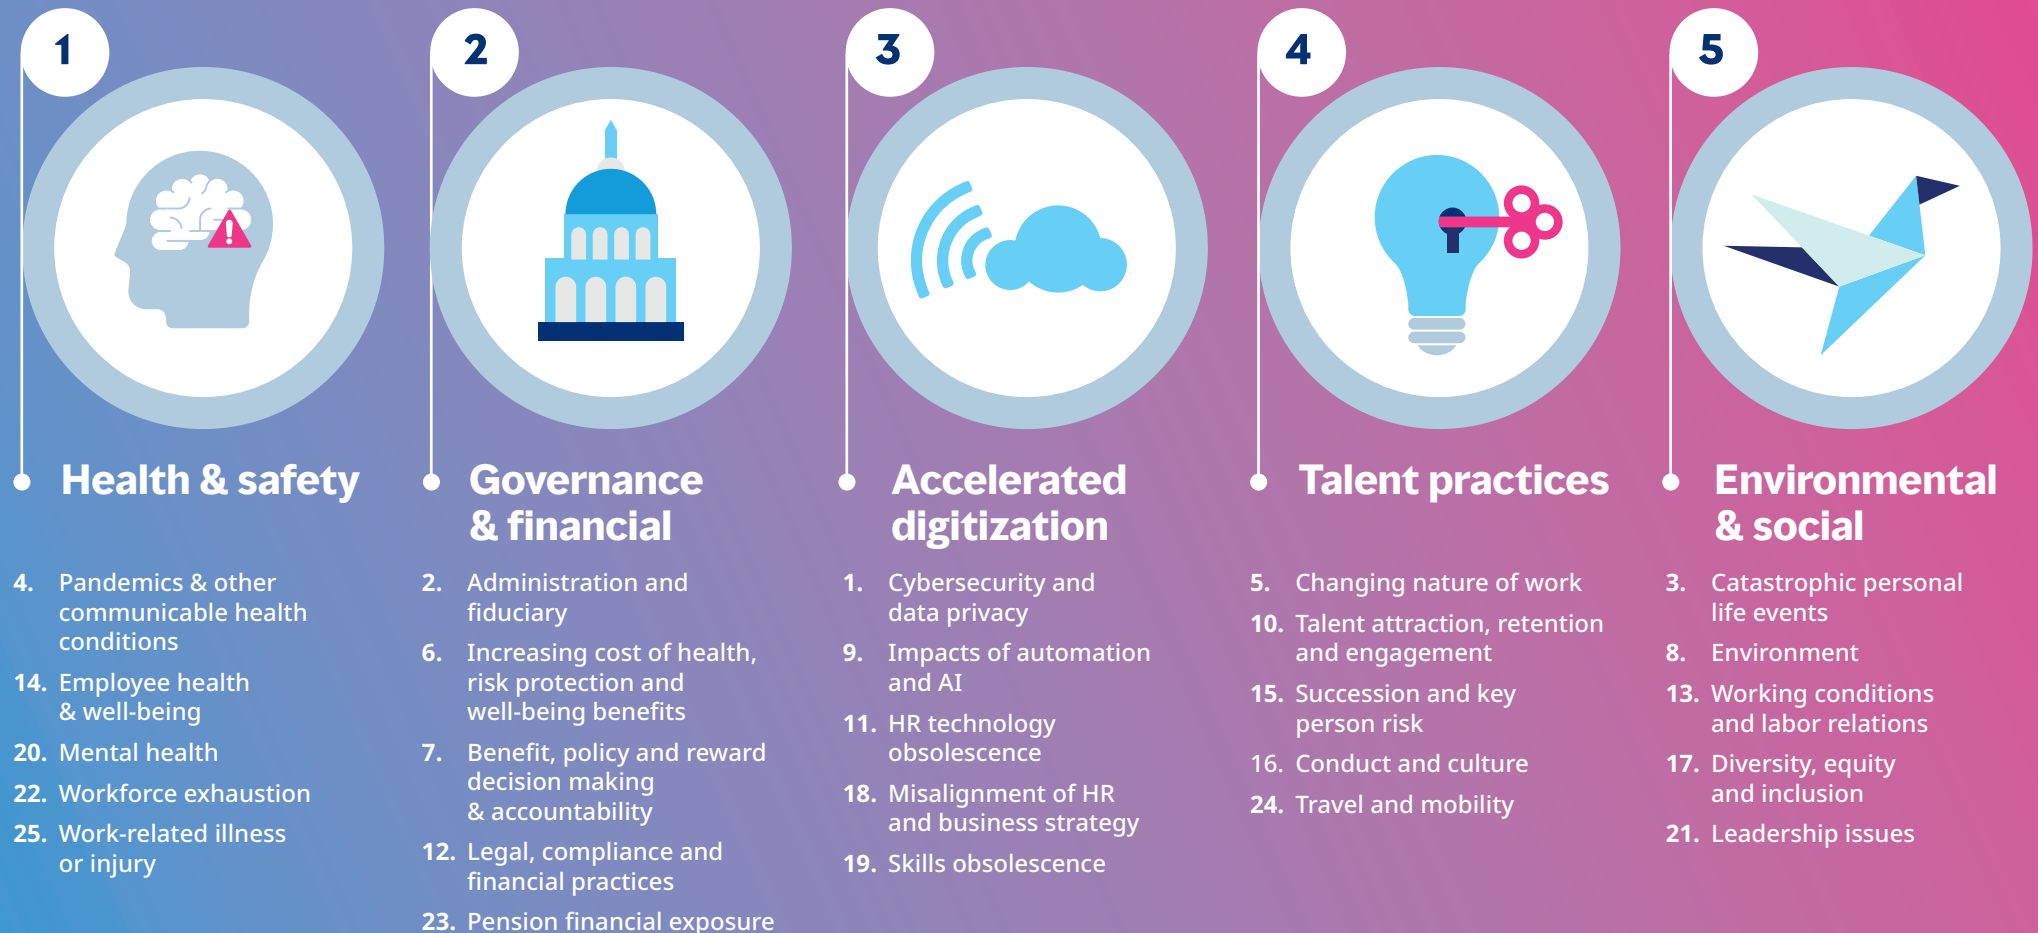 1
Health & safety
4. Pandemics & other
communicable health
conditions
14. Employee health
& well-being
20. Mental health
22. Workforce exhaustion
25. Work-related illness
or injury
2
Governance
& financial
2. Administration and
fiduciary
6. Increasing cost of health,
risk protection and
well-being benefits
7. Benefit, policy and reward
decision making
& accountability
12. Legal, compliance and
financial practices
23. Pension financial exposure
3
Accelerated
digitization
1. Cybersecurity and
data privacy
9. Impacts of automation
and AI
11. HR technology
obsolescence
18. Misalignment of HR
and business strategy
19. Skills obsolescence
4
Talent practices
5. Changing nature of work
10. Talent attraction, retention
and engagement
15. Succession and key
person risk
16. Conduct and culture
24. Travel and mobility
5
Environmental
& social
3. Catastrophic personal
life events
8. Environment
13. Working conditions
and labor relations
17. Diversity, equity
and inclusion
21. Leadership issues